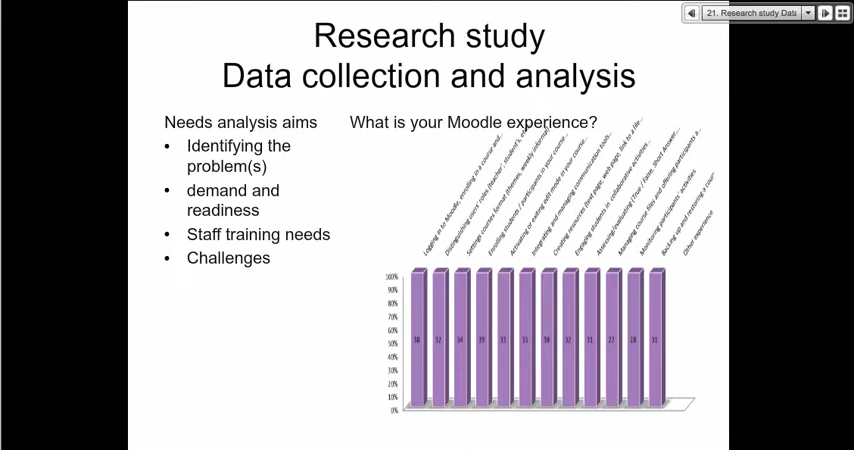 21. Research study Data
Research study
Data collection and analysis
Needs analysis aims
• Identifying the
problem(s)
• demand and
readiness
• Staff training needs
• Challenges
What is your Moodle experience?
Logging in to Moodle, enrolling in a course and...
Distinguishing users' roles (teacher', student's, etc
Settings courses format (themes, weekly informal)
Enrolling students / participants in your course...
Activating or exiting edit mode in your course...
Integrating and managing communication tools...
Creating resources (text page, web page, link to a file...
Engaging students in collaborative activities...
Assessing/evaluating (True / False, Short Answer,...
Managing course files and offering participants a...
Monitoring participants' activities
Backing up and restoring a cour
Other experience
100%
90%
80%
70%
60%
50%
40%
30%
20%
10%
0%
38 32 34 39 33 35 38 32 31 27 28 31